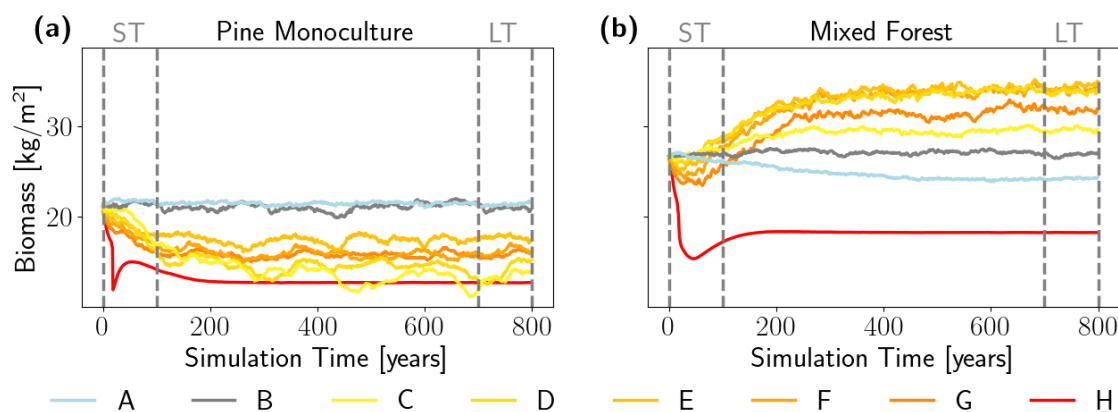 (a) ST Pine Monoculture LT
(b) ST Mixed Forest LT
Biomass [kg/m²]
30
20
0 200 400 600 800
0 200 400 600 800
Simulation Time [years]
Simulation Time [years]
A B C D E F G H